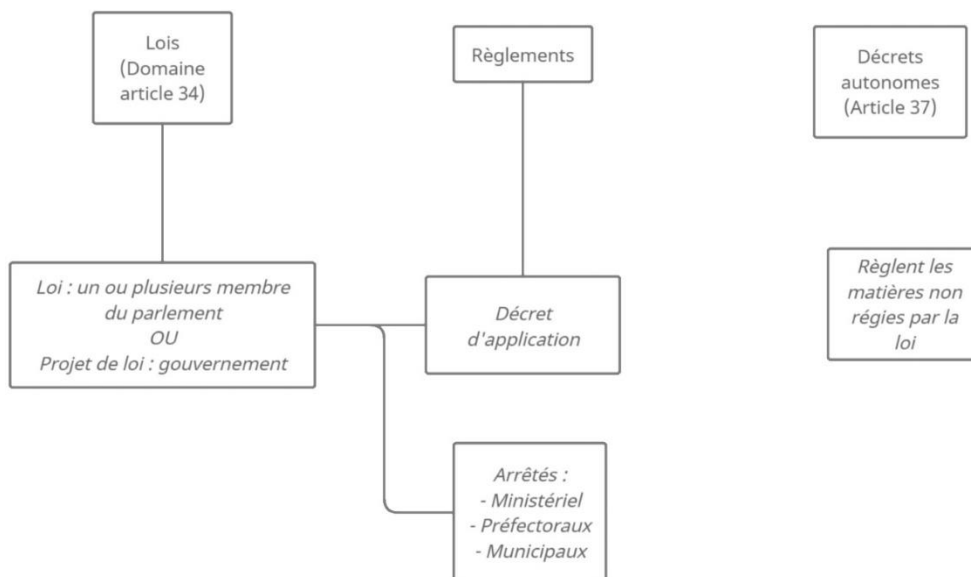 Lois
(Domaine
article 34)
Règlements
Décrets
autonomes
(Article 37)
Loi : un ou plusieurs membre
du parlement
OU
Projet de loi : gouvernement
Décret
d'application
Règlent les
matières non
régies par la
loi
Arrêtés :
- Ministériel
- Préfectoraux
- Municipaux